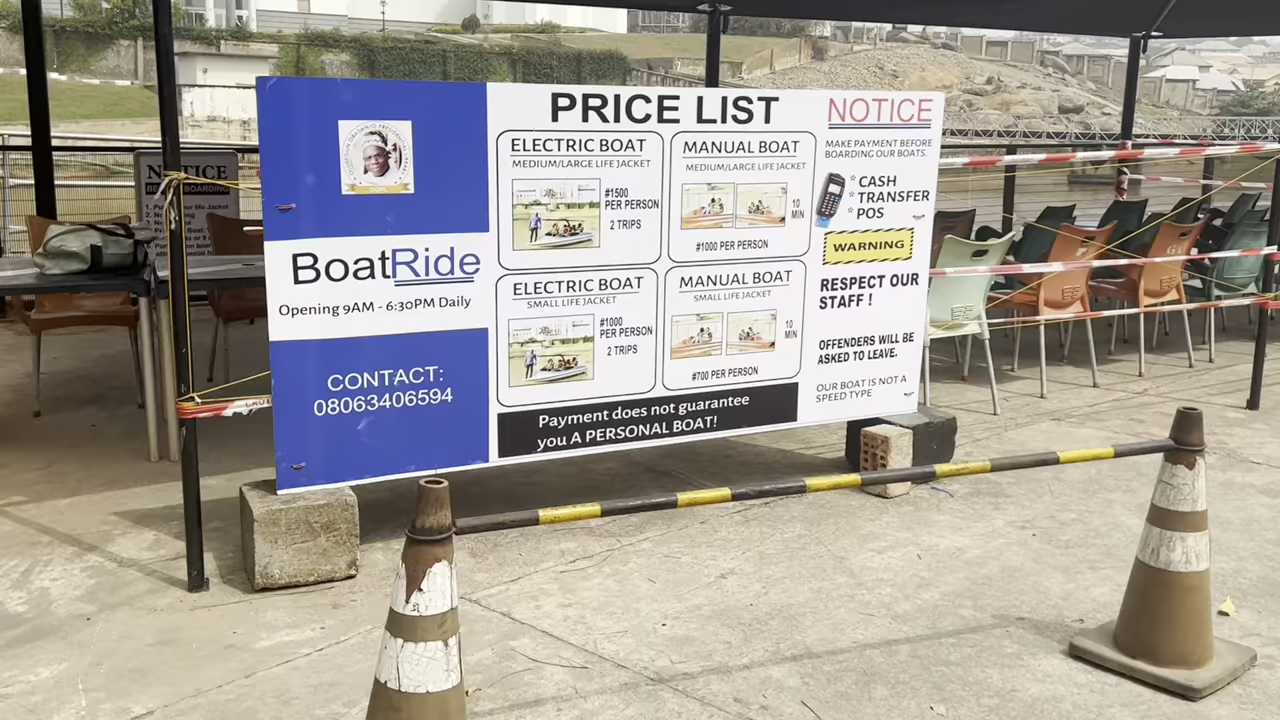 BoatRide
Opening 9AM - 6:30PM Daily
CONTACT:
08063406594
PRICE LIST
ELECTRIC BOAT
MEDIUM/LARGE LIFE JACKET
#1500
PER PERSON
2 TRIPS
MANUAL BOAT
MEDIUM/LARGE LIFE JACKET
10
MIN
#1000 PER PERSON
ELECTRIC BOAT
SMALL LIFE JACKET
#1000
PER PERSON
2 TRIPS
MANUAL BOAT
SMALL LIFE JACKET
10
MIN
#700 PER PERSON
Payment does not guarantee
you A PERSONAL BOAT!
NOTICE
MAKE PAYMENT BEFORE
BOARDING OUR BOATS.
* CASH
* TRANSFER
* POS
WARNING
RESPECT OUR
STAFF !
OFFENDERS WILL BE
ASKED TO LEAVE.
OUR BOAT IS NOT A
SPEED TYPE
NOTICE
BOARDING